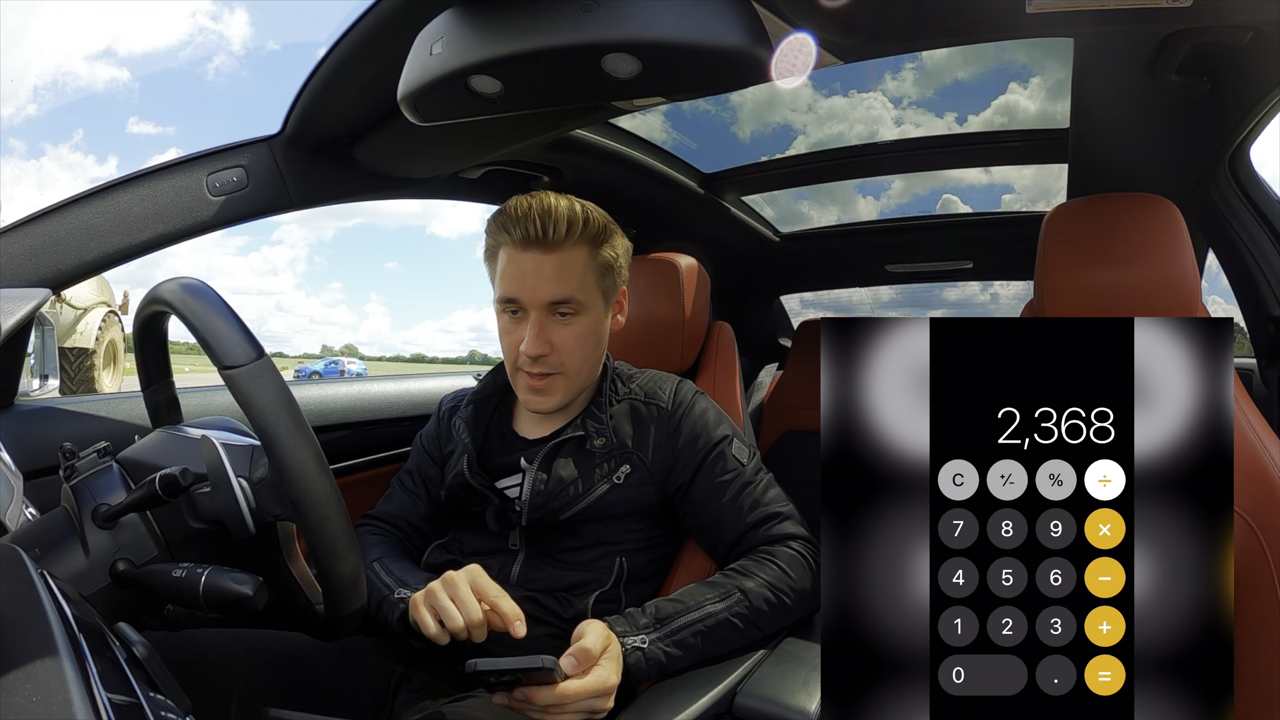 2,368
C +/- % ÷
7 8 9 ×
4 5 6 −
1 2 3 +
0 . =